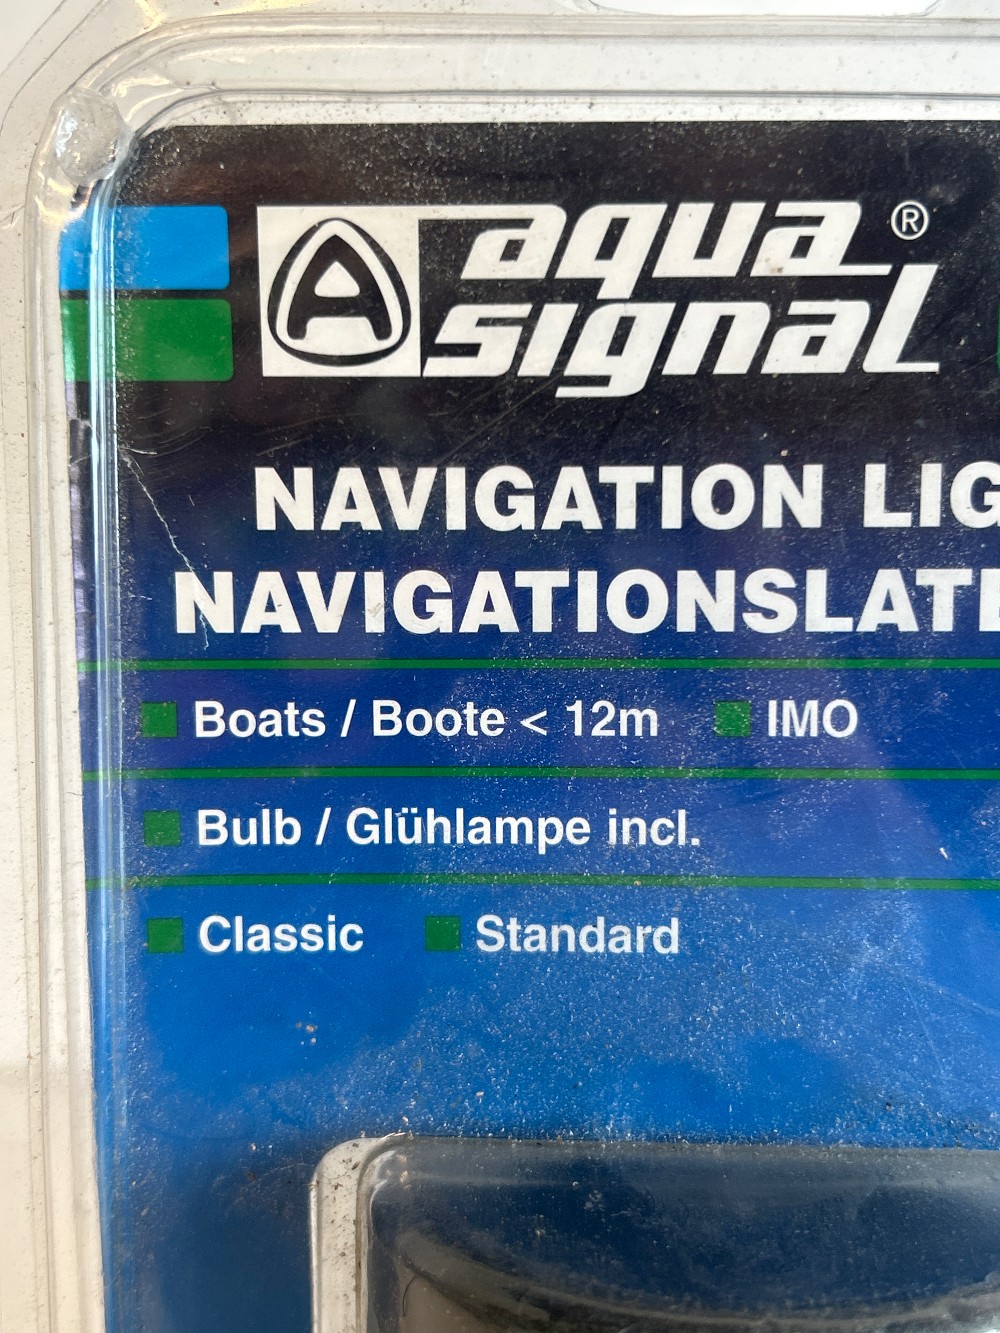 A aqua ®
signal
NAVIGATION LIG
NAVIGATIONSLATE
Boats / Boote < 12m IMO
Bulb / Glühlampe incl.
Classic Standard